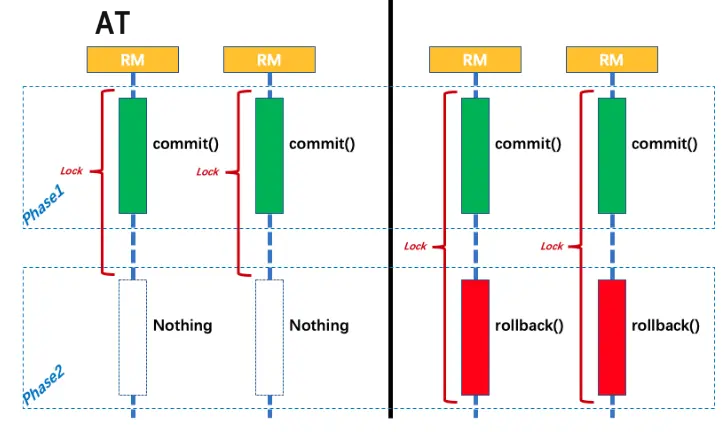 AT
RM
RM
RM
RM
commit()
commit()
commit()
commit()
Lock
Lock
Phase1
Lock
Lock
Nothing
Nothing
rollback()
rollback()
Phase2